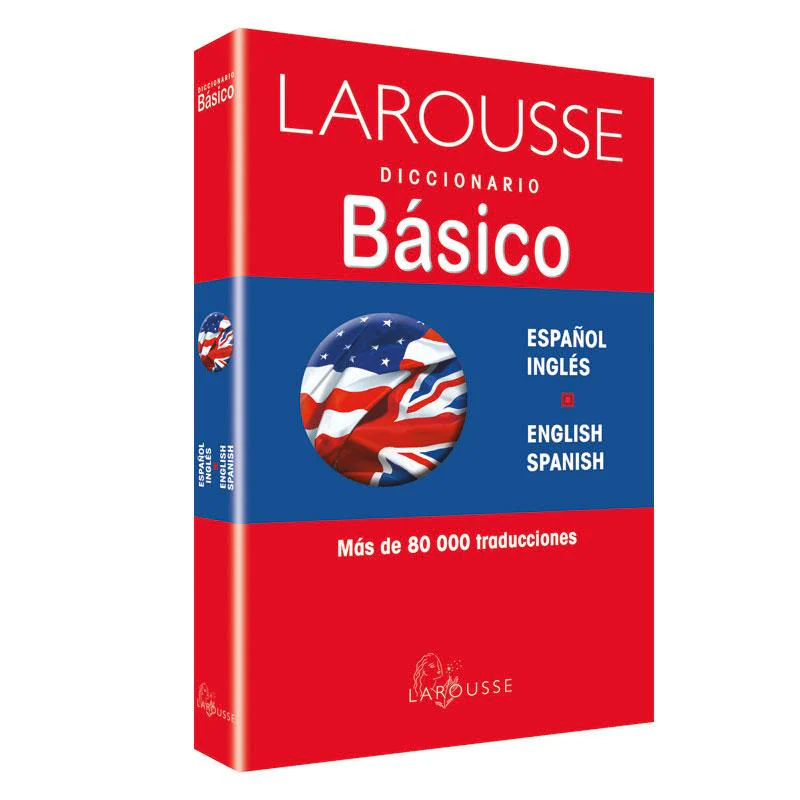 DICCIONARIO
Básico
ESPAÑOL
INGLÉS
ENGLISH
SPANISH
LAROUSSE
LAROUSSE
DICCIONARIO
Básico
ESPAÑOL
INGLÉS
ENGLISH
SPANISH
Más de 80 000 traducciones
LAROUSSE